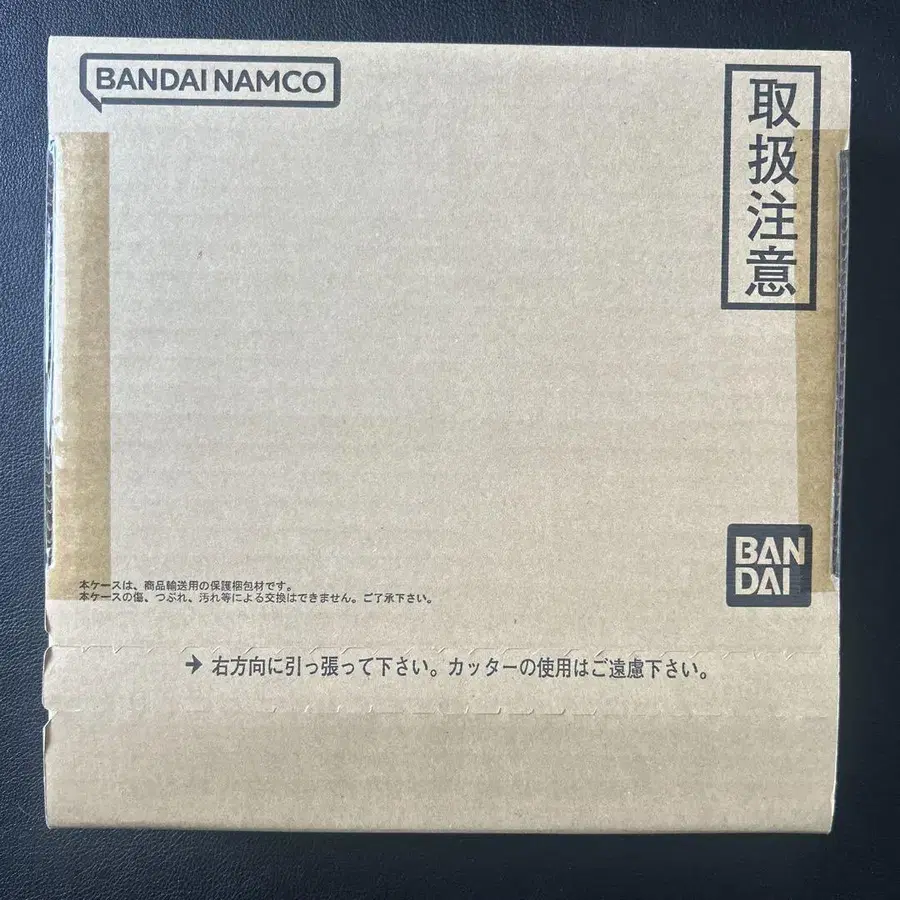 BANDAI NAMCO
取扱注意
BAN
DAI
本ケースは、商品輸送用の保護梱包材です。
本ケースの傷、つぶれ、汚れ等による交換はできません。ご了承下さい。
→ 右方向に引っ張って下さい。カッターの使用はご遠慮下さい。